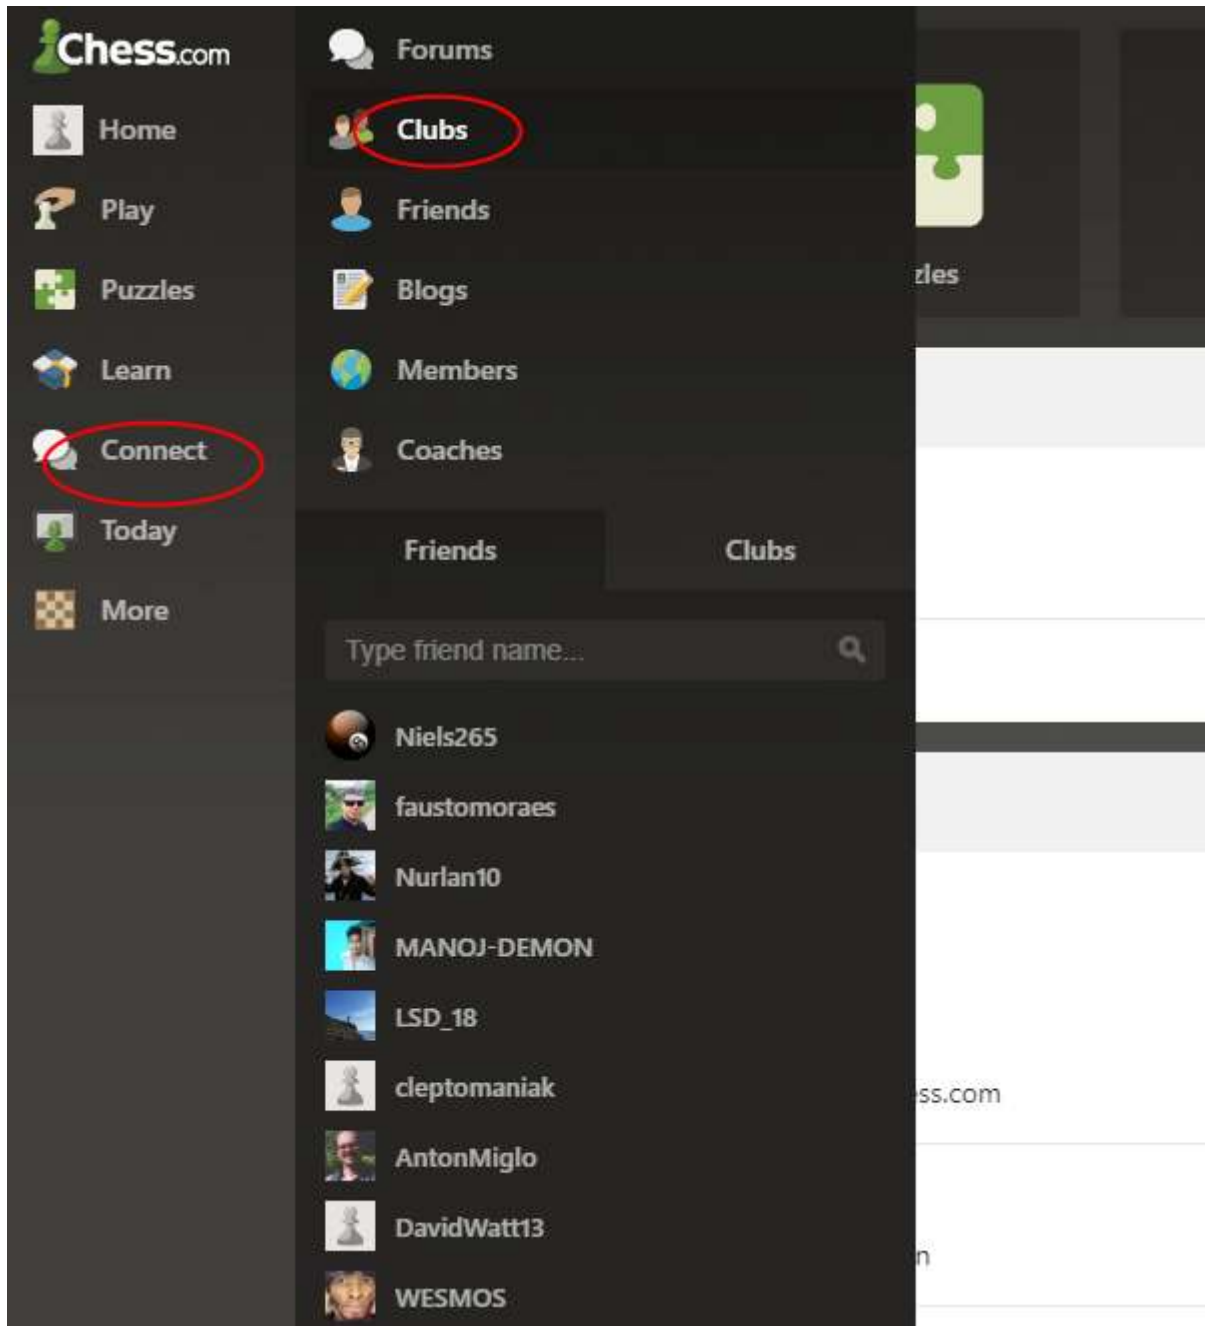 Chess.com
Home
Play
Puzzles
Learn
Connect
Today
More
Forums
Clubs
Friends
Blogs
Members
Coaches
Friends
Clubs
Type friend name...
Niels265
faustomoraes
Nurlan10
MANOJ-DEMON
LSD_18
cleptomaniak
AntonMiglo
DavidWatt13
WESMOS
zles
ess.com
n